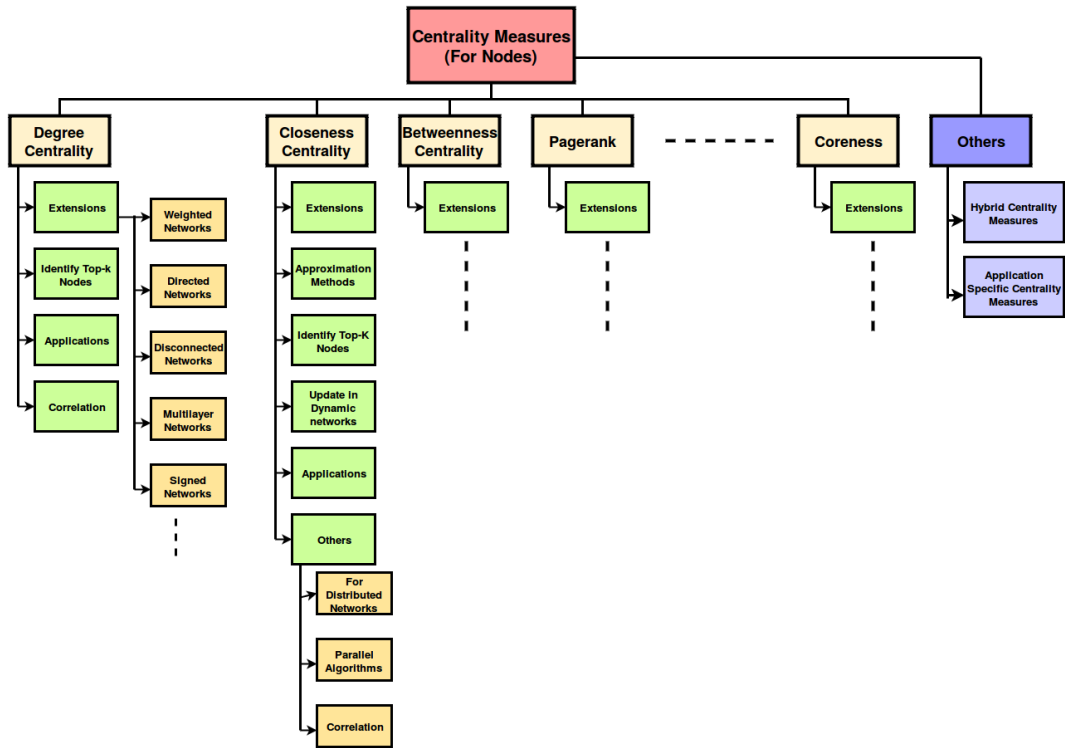 Centrality Measures
(For Nodes)
Degree
Centrality
Closeness
Centrality
Betweenness
Centrality
Pagerank
Coreness
Others
Extensions
Identify Top-k
Nodes
Applications
Correlation
Weighted
Networks
Directed
Networks
Disconnected
Networks
Multilayer
Networks
Signed
Networks
Extensions
Approximation
Methods
Identify Top-K
Nodes
Update in
Dynamic
networks
Applications
Others
For
Distributed
Networks
Parallel
Algorithms
Correlation
Extensions
Extensions
Extensions
Hybrid Centrality
Measures
Application
Specific Centrality
Measures